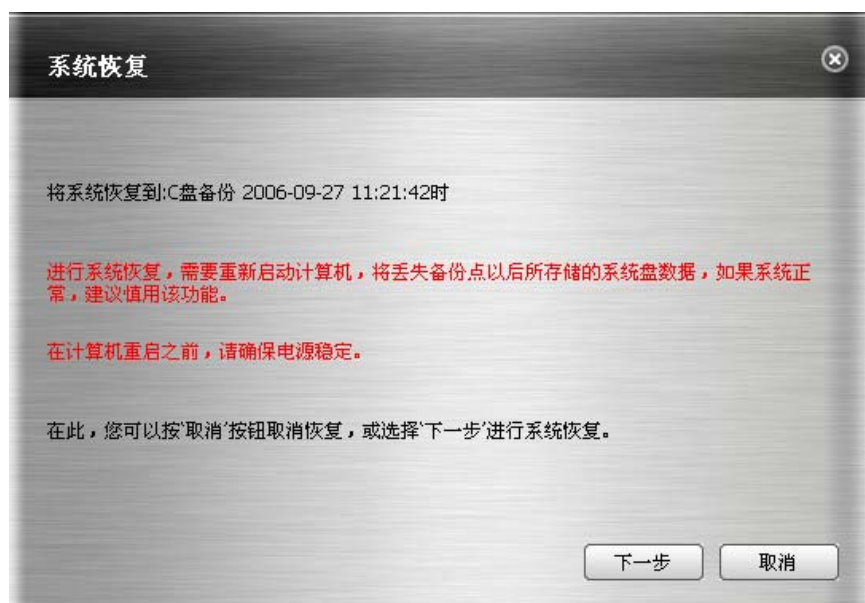 系统恢复
将系统恢复到:C盘备份 2006-09-27 11:21:42时
进行系统恢复，需要重新启动计算机，将丢失备份点以后所存储的系统盘数据，如果系统正
常，建议慎用该功能。
在计算机重启之前，请确保电源稳定。
在此，您可以按'取消'按钮取消恢复，或选择'下一步'进行系统恢复。
下一步 取消